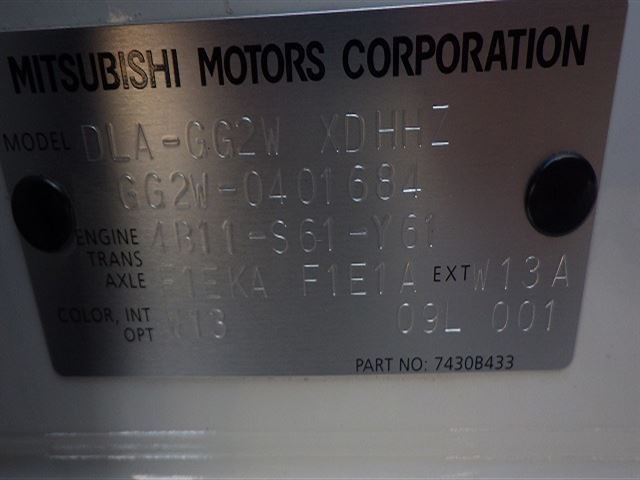 MITSUBISHI MOTORS CORPORATION
MODEL DLA-GG2W XDHHZ
GG2W-0401684
ENGINE 4B11-S61-Y61
TRANS
AXLE F1EKA F1E1A EXT W13A
COLOR, INT
OPT 09L 001
PART NO: 7430B433